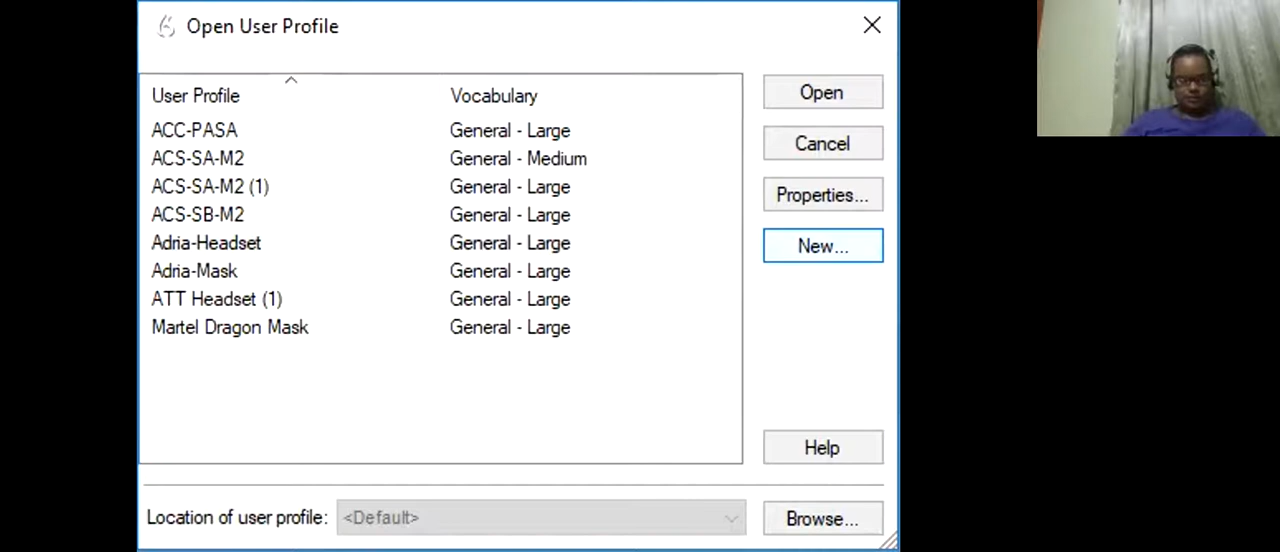 Open User Profile
User Profile Vocabulary
ACC-PASA General - Large
ACS-SA-M2 General - Medium
ACS-SA-M2 (1) General - Large
ACS-SB-M2 General - Large
Adria-Headset General - Large
Adria-Mask General - Large
ATT Headset (1) General - Large
Martel Dragon Mask General - Large
Open
Cancel
Properties...
New...
Help
Location of user profile: <Default> Browse...